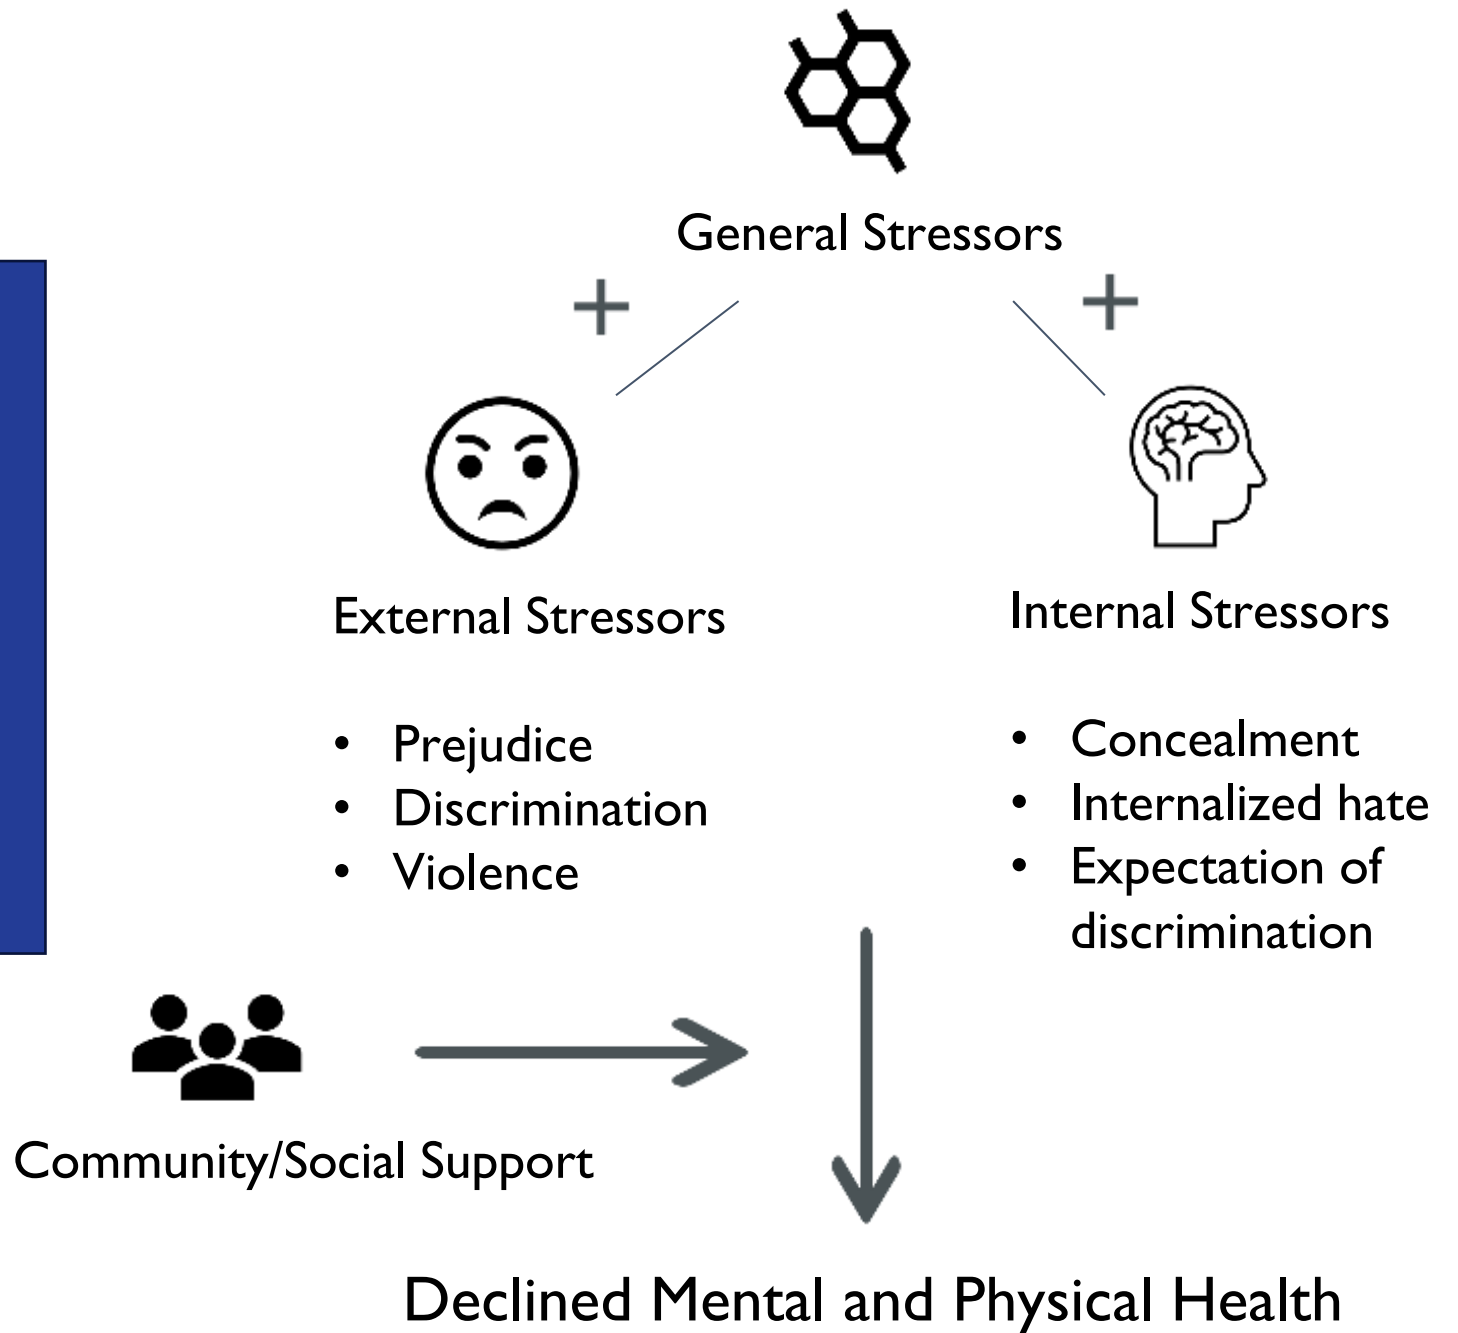 General Stressors
External Stressors
• Prejudice
• Discrimination
• Violence
Internal Stressors
• Concealment
• Internalized hate
• Expectation of
discrimination
Community/Social Support
Declined Mental and Physical Health